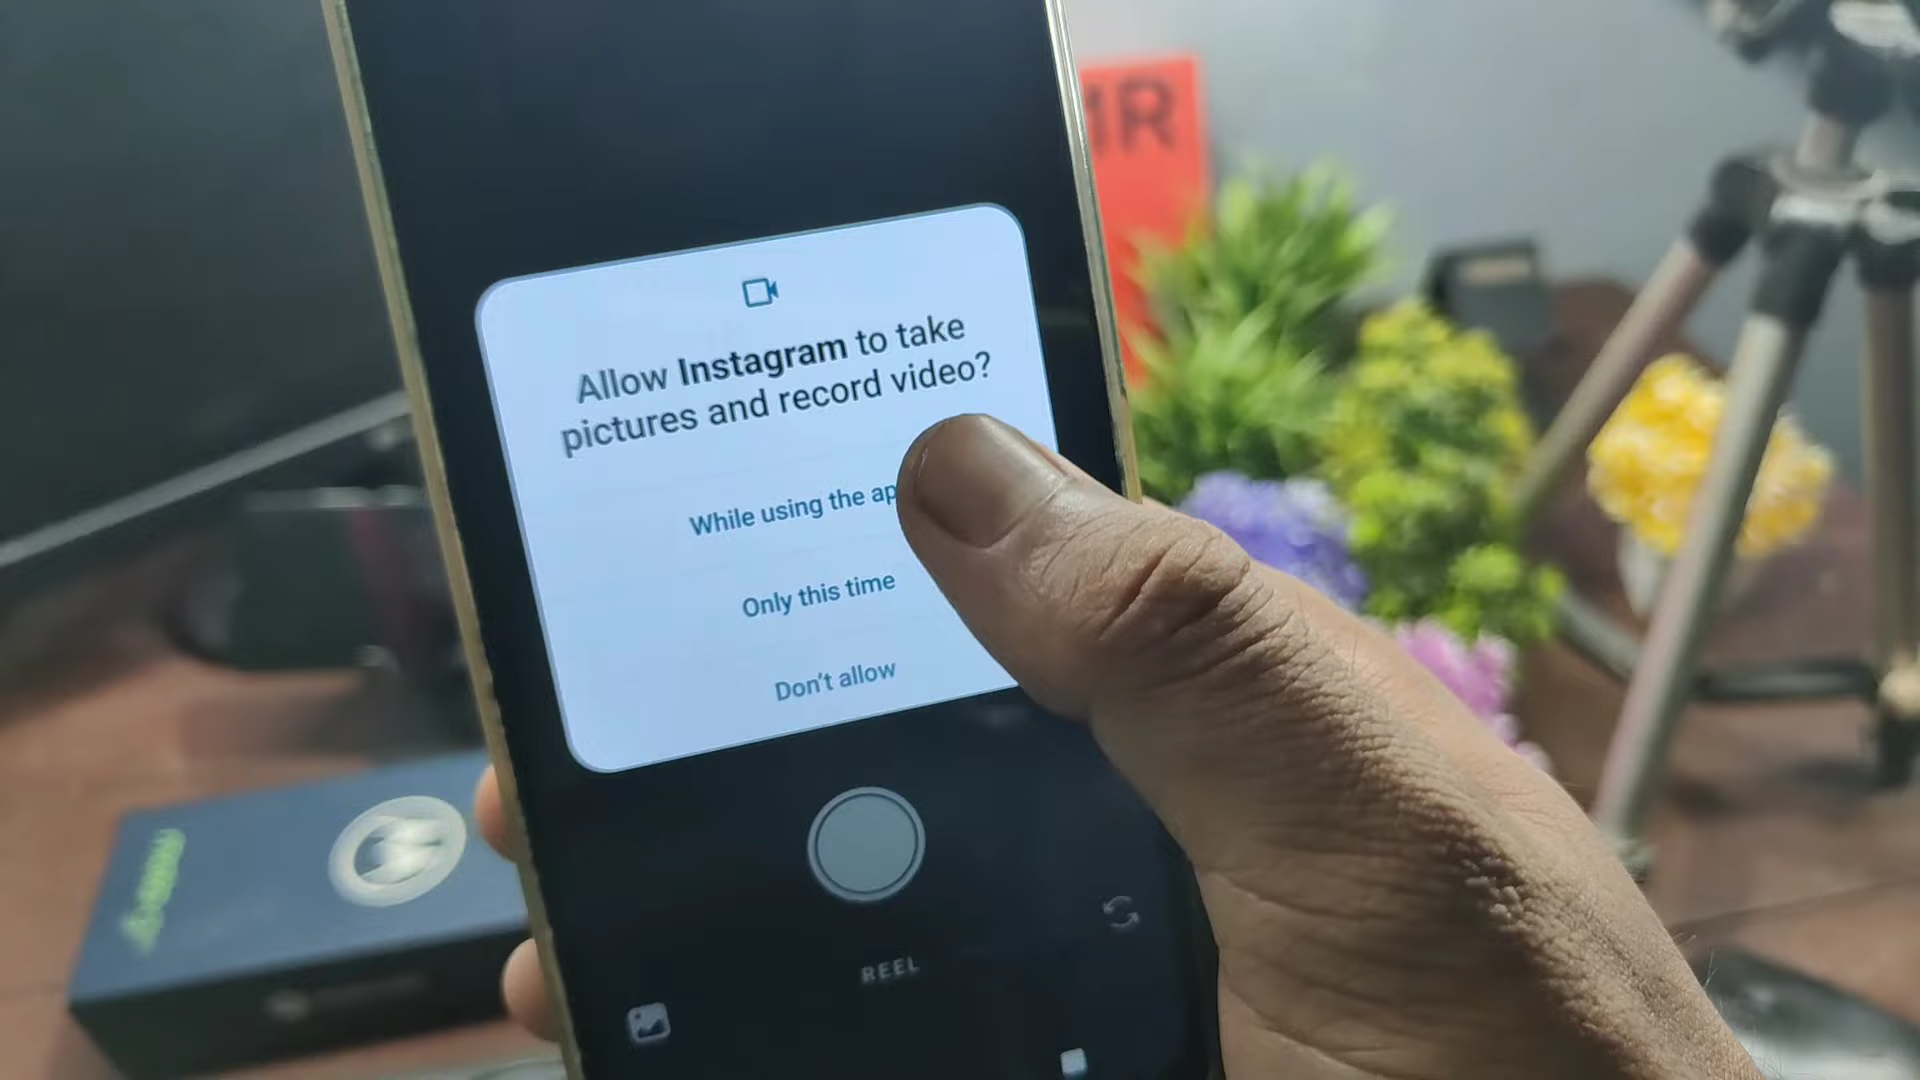 Allow Instagram to take
pictures and record video?
While using the ap
Only this time
Don't allow
REEL